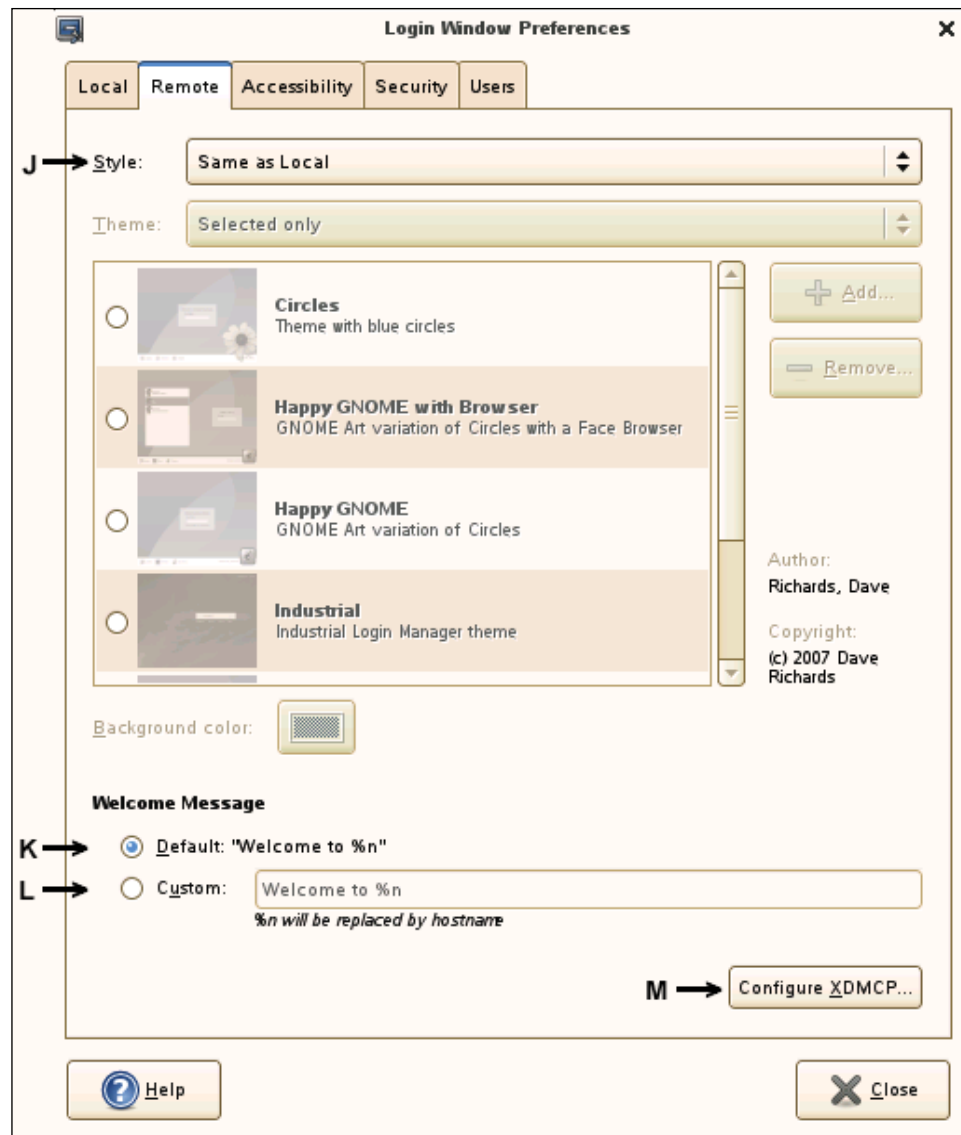 Login Window Preferences
Local Remote Accessibility Security Users
J Style: Same as Local
Theme: Selected only
Circles
Theme with blue circles
Add...
Remove...
Happy GNOME with Browser
GNOME Art variation of Circles with a Face Browser
Happy GNOME
GNOME Art variation of Circles
Industrial
Industrial Login Manager theme
Author:
Richards, Dave
Copyright:
(c) 2007 Dave
Richards
Background color:
Welcome Message
K Default: "Welcome to %n"
L Custom: Welcome to %n
%n will be replaced by hostname
M Configure XDMCP...
Help
Close